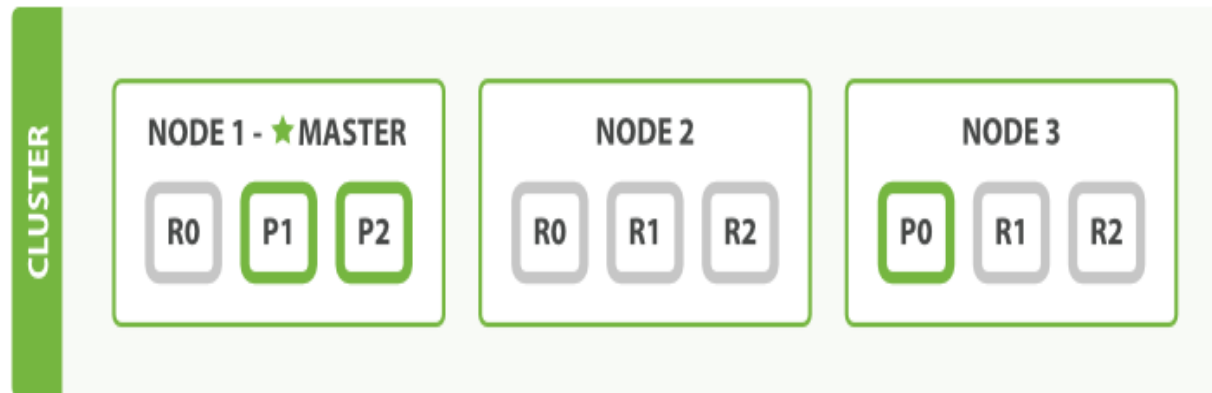 CLUSTER
NODE 1 - ★ MASTER
R0 P1 P2
NODE 2
R0 R1 R2
NODE 3
P0 R1 R2